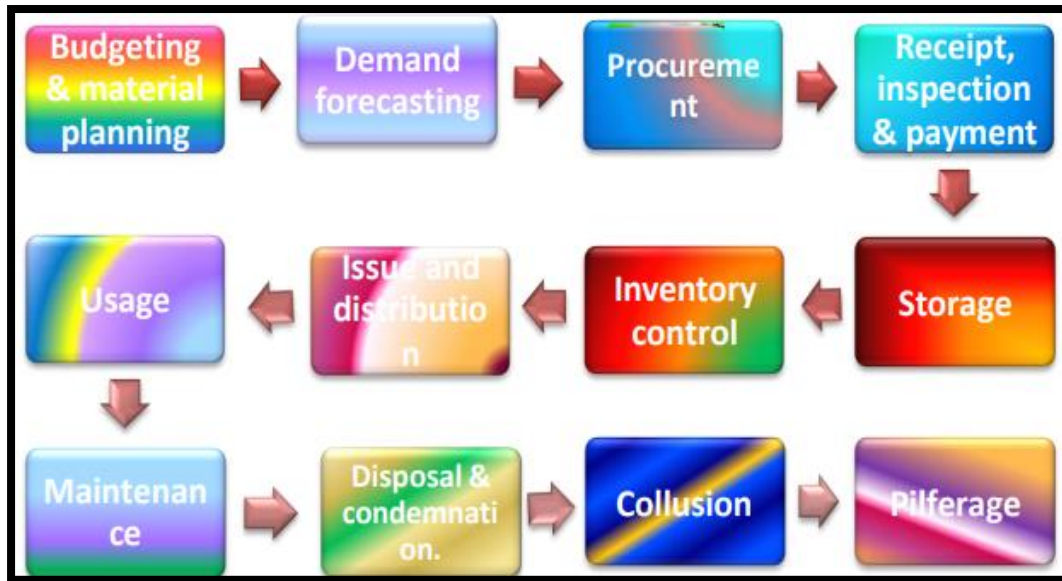 Budgeting
& material
planning
Demand
forecasting
Procureme
nt
Receipt,
inspection
& payment
Storage
Inventory
control
Issue and
distributio
n
Usage
Maintenan
ce
Disposal &
condemnati
on.
Collusion
Pilferage